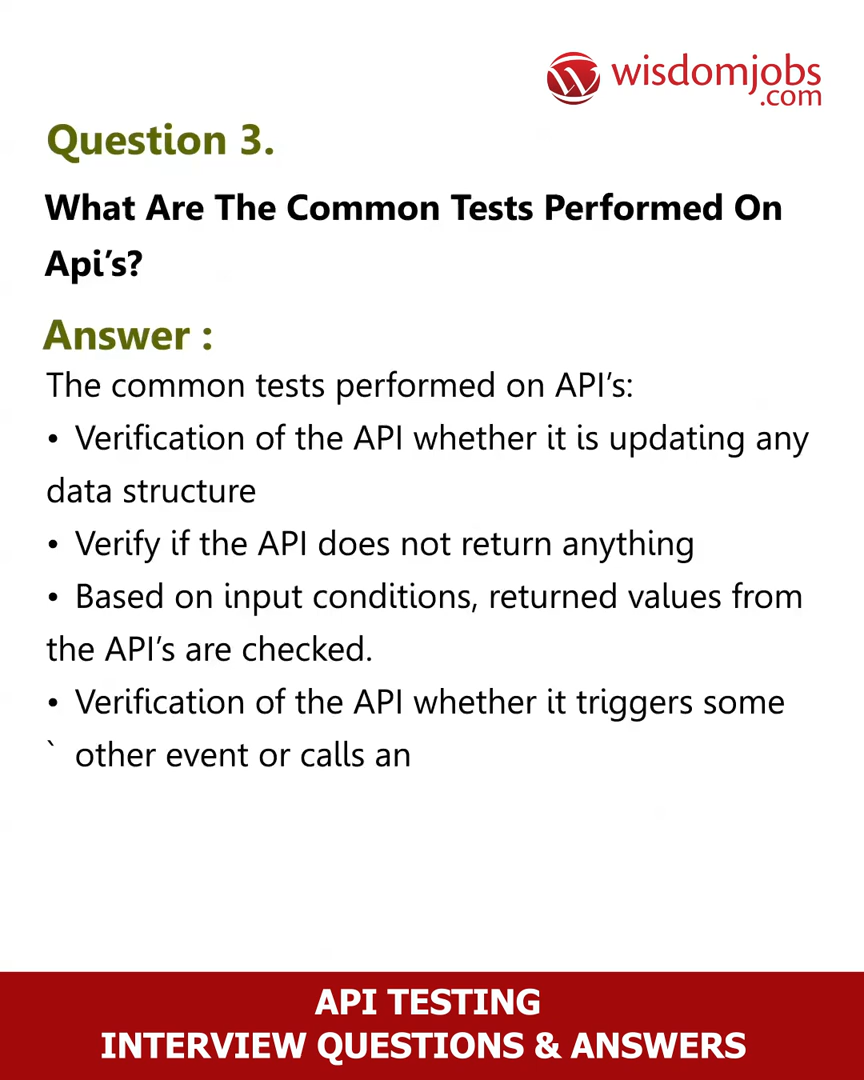 wisdomjobs
.com
Question 3.
What Are The Common Tests Performed On
Api’s?
Answer :
The common tests performed on API’s:
• Verification of the API whether it is updating any
data structure
• Verify if the API does not return anything
• Based on input conditions, returned values from
the API’s are checked.
• Verification of the API whether it triggers some
` other event or calls an
API TESTING
INTERVIEW QUESTIONS & ANSWERS